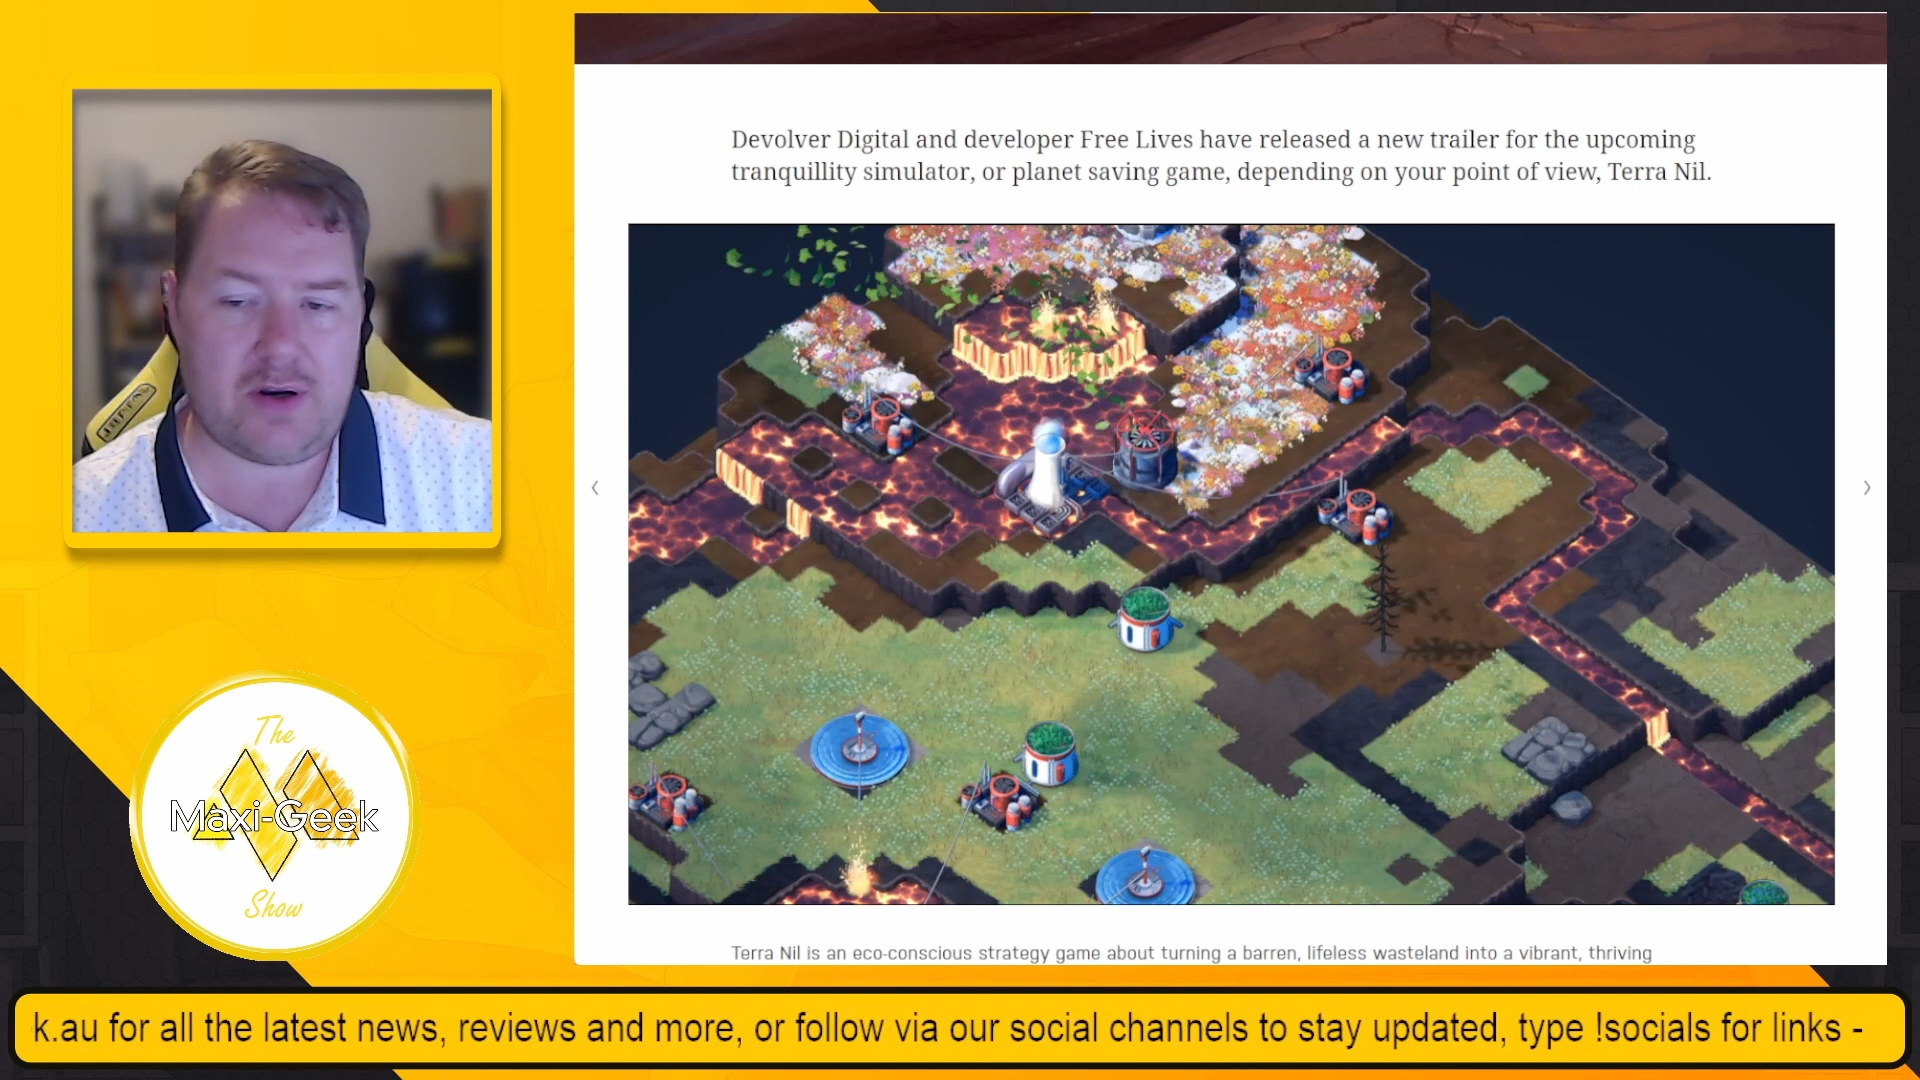 Devolver Digital and developer Free Lives have released a new trailer for the upcoming
tranquillity simulator, or planet saving game, depending on your point of view, Terra Nil.
Terra Nil is an eco-conscious strategy game about turning a barren, lifeless wasteland into a vibrant, thriving
The
Maxi-Geek
Show
k.au for all the latest news, reviews and more, or follow via our social channels to stay updated, type !socials for links -